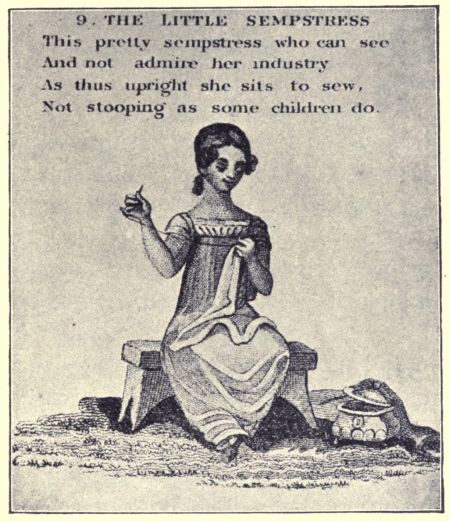 9. THE LITTLE SEMPSTRESS
This pretty sempstress who can see
And not admire her industry
As thus upright she sits to sew,
Not stooping as some children do.